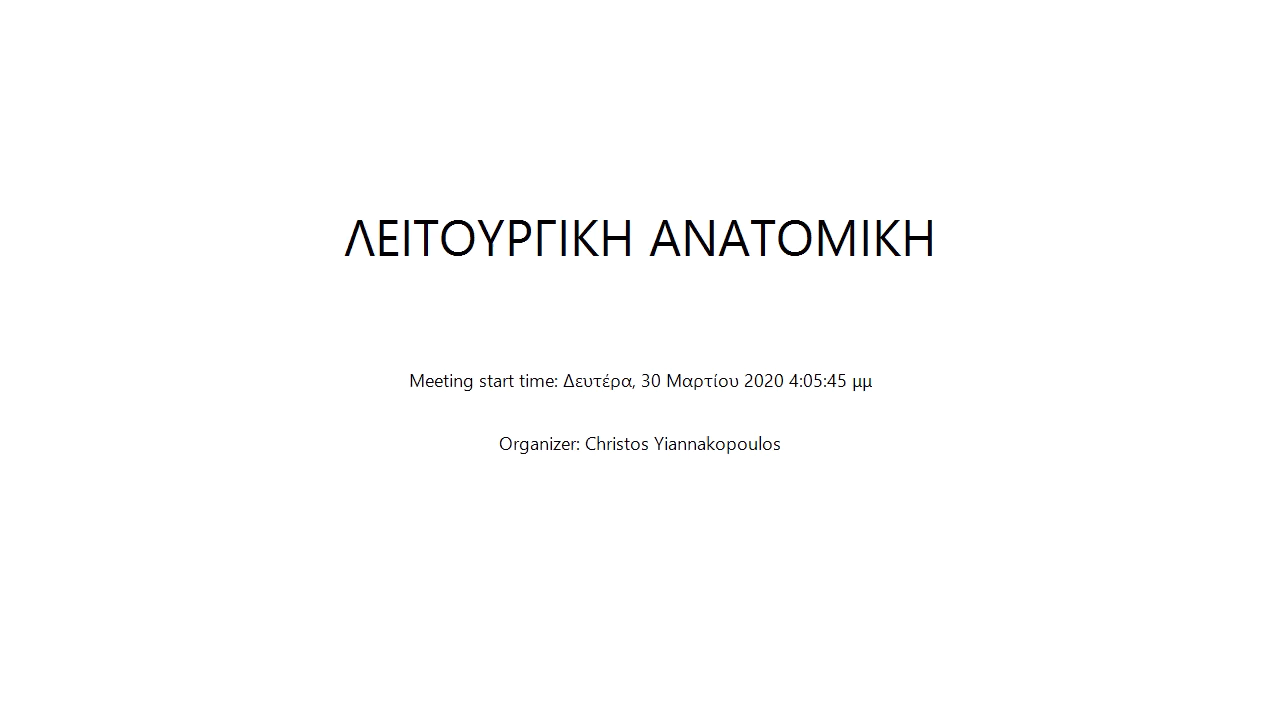 ΛΕΙΤΟΥΡΓΙΚΗ ΑΝΑΤΟΜΙΚΗ
Meeting start time: Δευτέρα, 30 Μαρτίου 2020 4:05:45 μμ
Organizer: Christos Yiannakopoulos